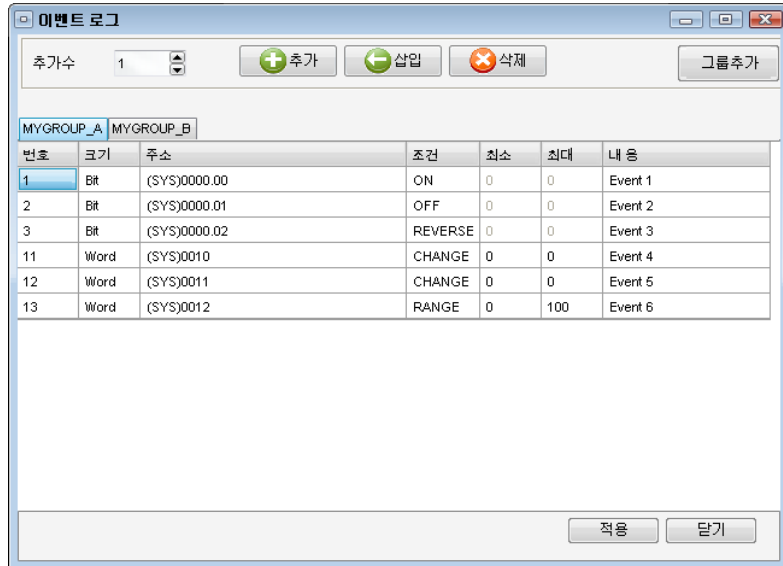 이벤트 로그
추가수 1 추가 삽입 삭제 그룹추가
MYGROUP_A MYGROUP_B
번호 크기 주소 조건 최소 최대 내 용
1 Bit (SYS)0000.00 ON 0 0 Event 1
2 Bit (SYS)0000.01 OFF 0 0 Event 2
3 Bit (SYS)0000.02 REVERSE 0 0 Event 3
11 Word (SYS)0010 CHANGE 0 0 Event 4
12 Word (SYS)0011 CHANGE 0 0 Event 5
13 Word (SYS)0012 RANGE 0 100 Event 6
적용 닫기